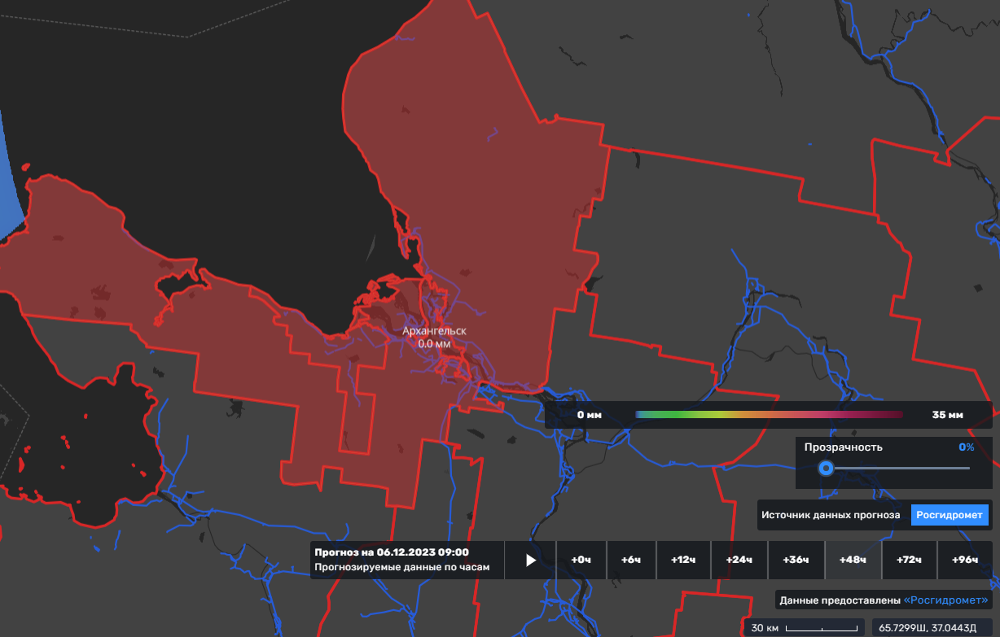 Архангельск
0.0 мм
0 мм 35 мм
Прозрачность 0%
Источник данных прогноза Росгидромет
Прогноз на 06.12.2023 09:00
Прогнозируемые данные по часам
+0ч +6ч +12ч +24ч +36ч +48ч +72ч +96ч
Данные предоставлены «Росгидромет»
30 км 65.7299Ш, 37.0443Д